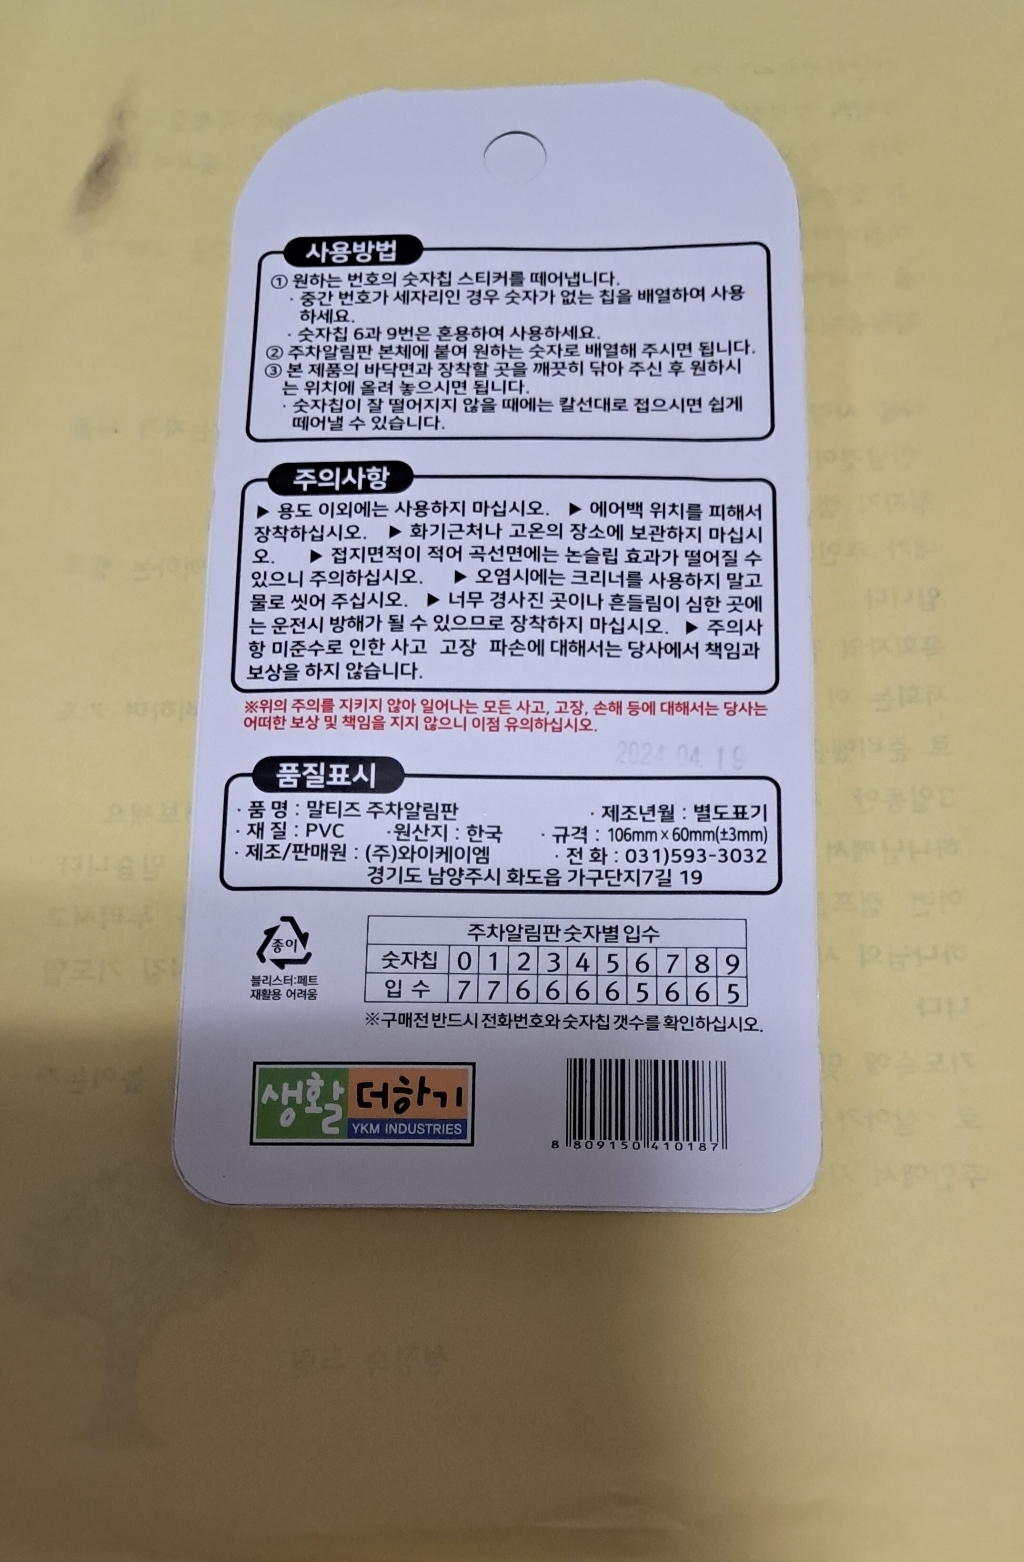 사용방법
① 원하는 번호의 숫자칩 스티커를 떼어냅니다.
· 중간 번호가 세자리인 경우 숫자가 없는 칩을 배열하여 사용
하세요.
· 숫자칩 6과 9번은 혼용하여 사용하세요.
② 주차알림판 본체에 붙여 원하는 숫자로 배열해 주시면 됩니다.
③ 본 제품의 바닥면과 장착할 곳을 깨끗히 닦아 주신 후 원하시
는 위치에 올려 놓으시면 됩니다.
· 숫자칩이 잘 떨어지지 않을 때에는 칼선대로 접으시면 쉽게
떼어낼 수 있습니다.
주의사항
▶ 용도 이외에는 사용하지 마십시오. ▶ 에어백 위치를 피해서
장착하십시오. ▶ 화기근처나 고온의 장소에 보관하지 마십시
오. ▶ 접지면적이 적어 곡선면에는 논슬립 효과가 떨어질 수
있으니 주의하십시오. ▶ 오염시에는 크리너를 사용하지 말고
물로 씻어 주십시오. ▶ 너무 경사진 곳이나 흔들림이 심한 곳에
는 운전시 방해가 될 수 있으므로 장착하지 마십시오. ▶ 주의사
항 미준수로 인한 사고 고장 파손에 대해서는 당사에서 책임과
보상을 하지 않습니다.
※위의 주의를 지키지 않아 일어나는 모든 사고, 고장, 손해 등에 대해서는 당사는
어떠한 보상 및 책임을 지지 않으니 이점 유의하십시오.
2024 04. 19
품질표시
· 품 명 : 말티즈 주차알림판 · 제조년월 : 별도표기
· 재 질 : PVC ·원산지 : 한국 · 규격 : 106mm x 60mm(±3mm)
· 제조/판매원 : (주)와이케이엠 · 전 화 : 031)593-3032
경기도 남양주시 화도읍 가구단지7길 19
종이
블리스터:페트
재활용 어려움
주차알림판 숫자별 입수
숫자칩 0 1 2 3 4 5 6 7 8 9
입 수 7 7 6 6 6 6 5 6 6 5
※구매전 반드시 전화번호와 숫자칩 갯수를 확인하십시오.
생활 더하기
YKM INDUSTRIES
8 809150 410187